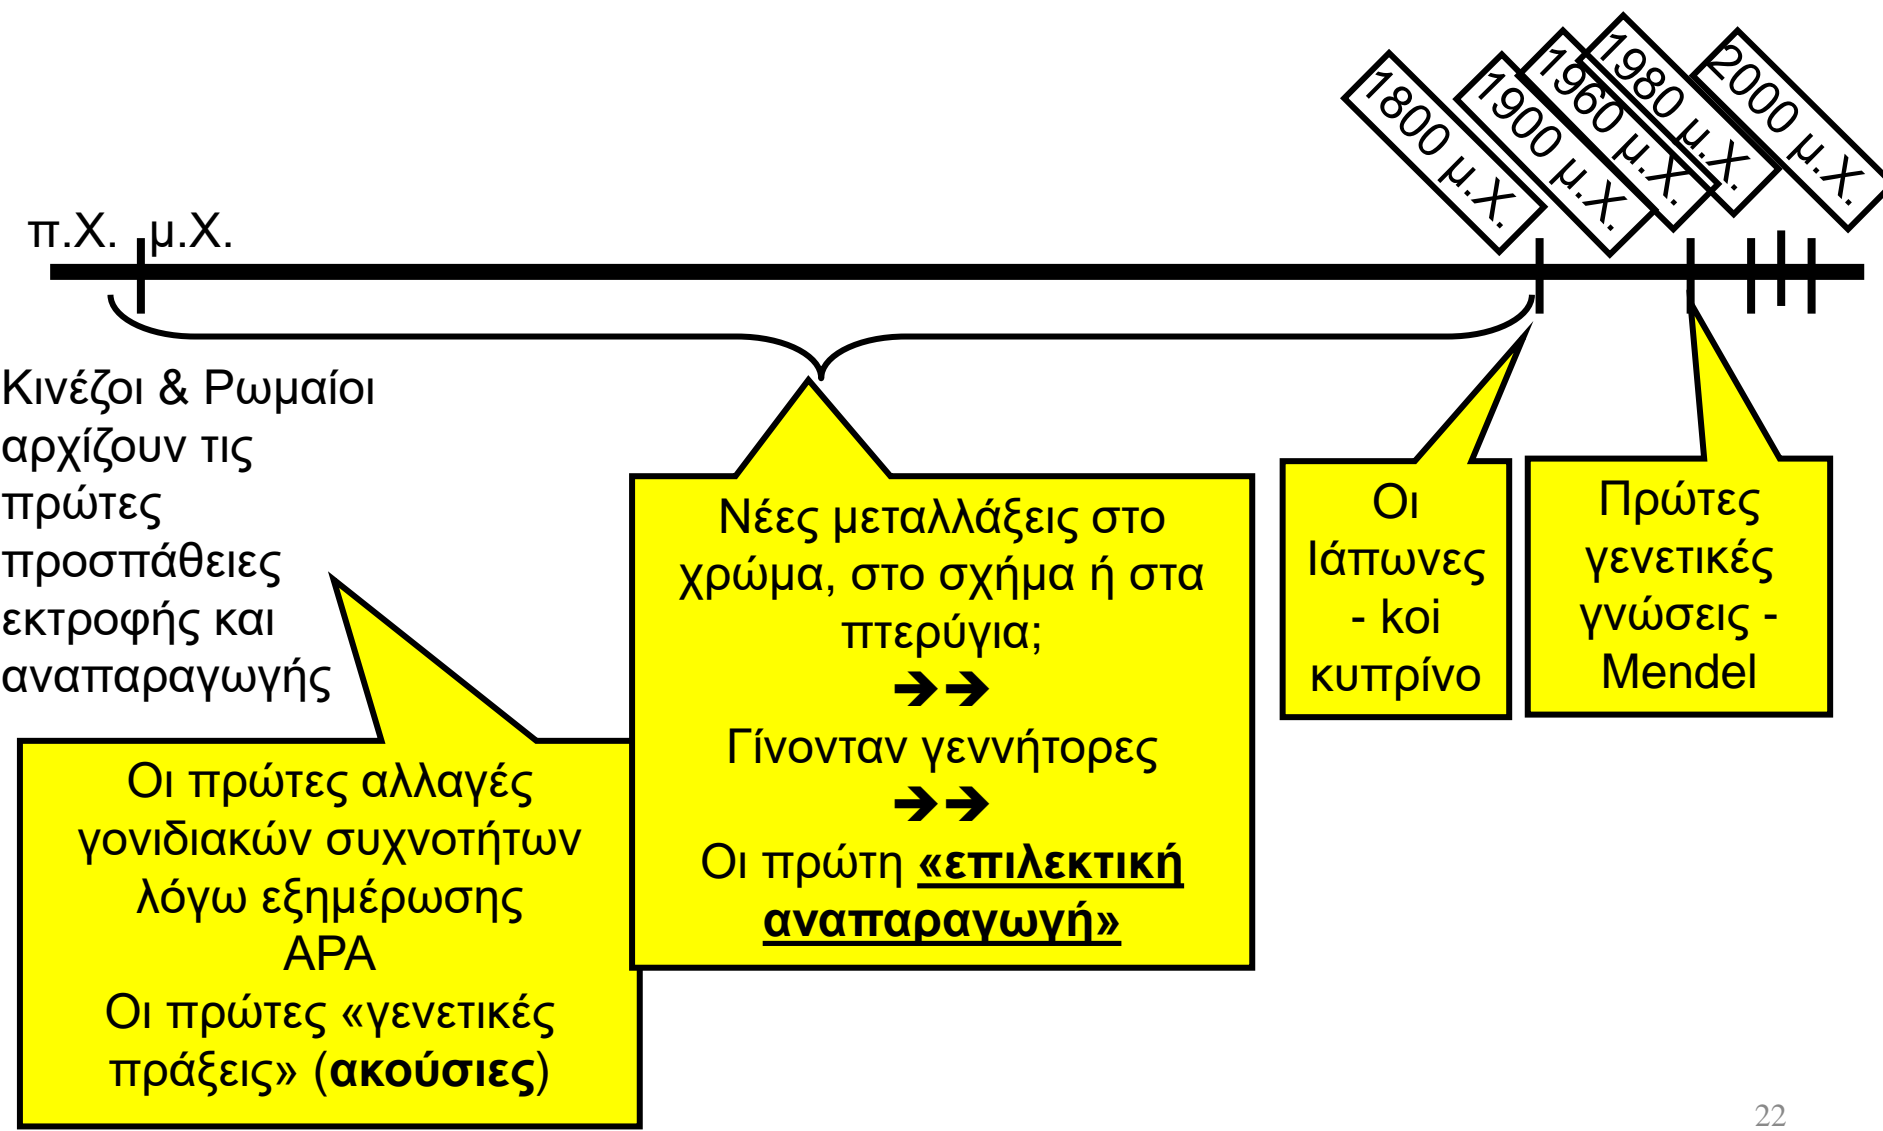 1800 μ.Χ.
1900 μ.Χ.
1960 μ.Χ.
1980 μ.Χ.
2000 μ.Χ.
π.Χ. μ.Χ.
Κινέζοι & Ρωμαίοι
αρχίζουν τις
πρώτες
προσπάθειες
εκτροφής και
αναπαραγωγής
Οι πρώτες αλλαγές
γονιδιακών συχνοτήτων
λόγω εξημέρωσης
ΑΡΑ
Οι πρώτες «γενετικές
πράξεις» (ακούσιες)
Νέες μεταλλάξεις στο
χρώμα, στο σχήμα ή στα
πτερύγια;
➔➔
Γίνονταν γεννήτορες
➔➔
Οι πρώτη «επιλεκτική
αναπαραγωγή»
Οι
Ιάπωνες
- koi
κυπρίνο
Πρώτες
γενετικές
γνώσεις -
Mendel
22